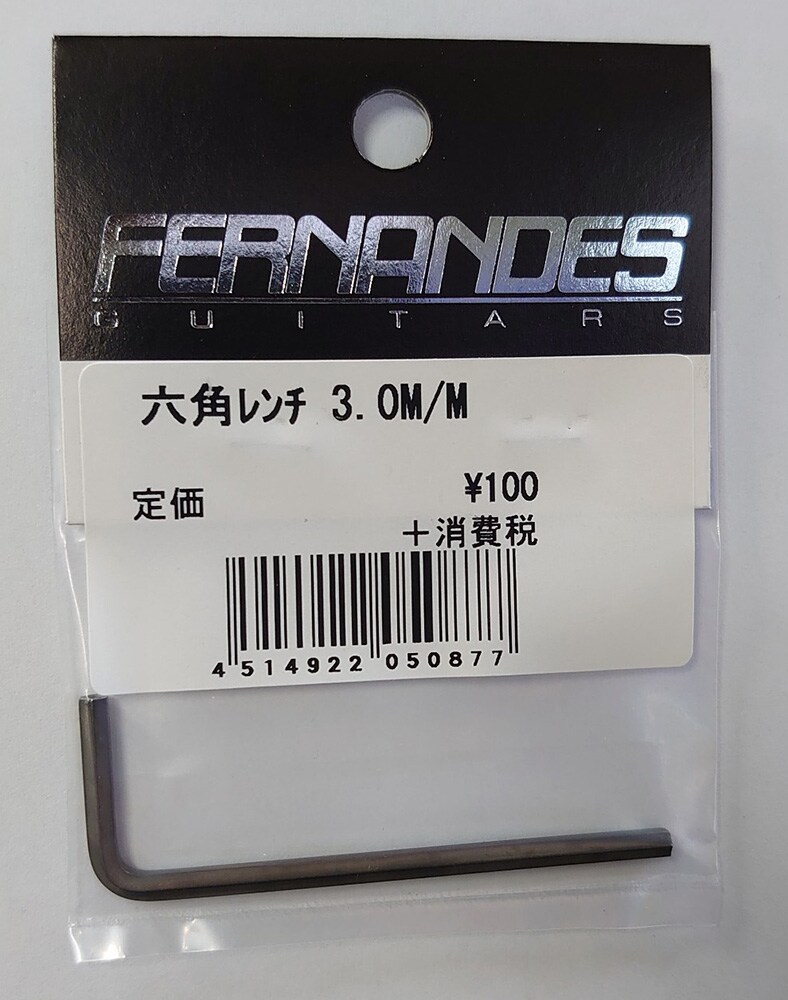 FERNANDES
GUITARS
六角ﾚﾝﾁ 3.0M/M
定価 ¥100
＋消費税
4 514922 050877